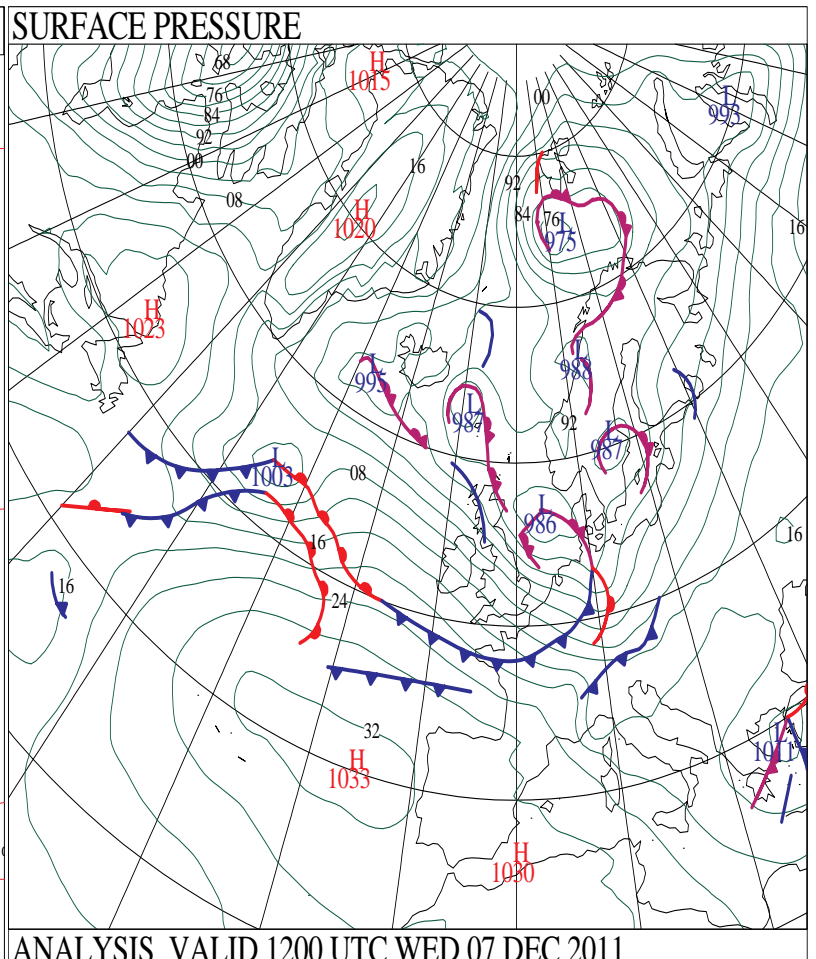 SURFACE PRESSURE
H
1015
68
76
84
92
00
00
L
993
16
08
92
H
1020
84
76
L
975
16
H
1023
L
995
L
988
L
987
92
L
987
L
1003
08
L
986
16
16
16
24
32
L
1011
H
1033
H
1030
ANALYSIS VALID 1200 UTC WED 07 DEC 2011